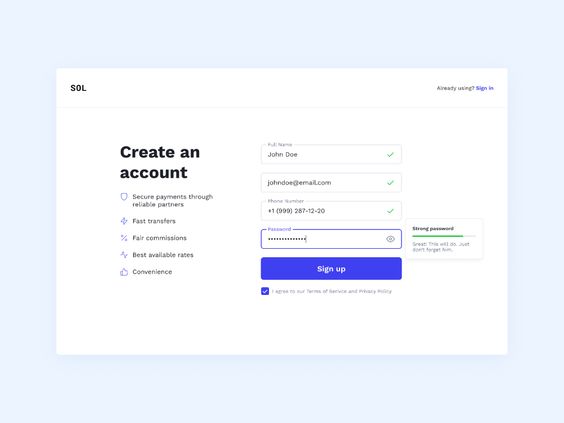 SOL
Already using? Sign in
Create an
account
Secure payments through
reliable partners
Fast transfers
Fair commissions
Best available rates
Convenience
Full Name
John Doe
johndoe@email.com
Phone Number
+1 (999) 287-12-20
Password
••••••••••••••
Strong password
Great! This will do. Just
don't forget him.
Sign up
I agree to our Terms of Service and Privacy Policy